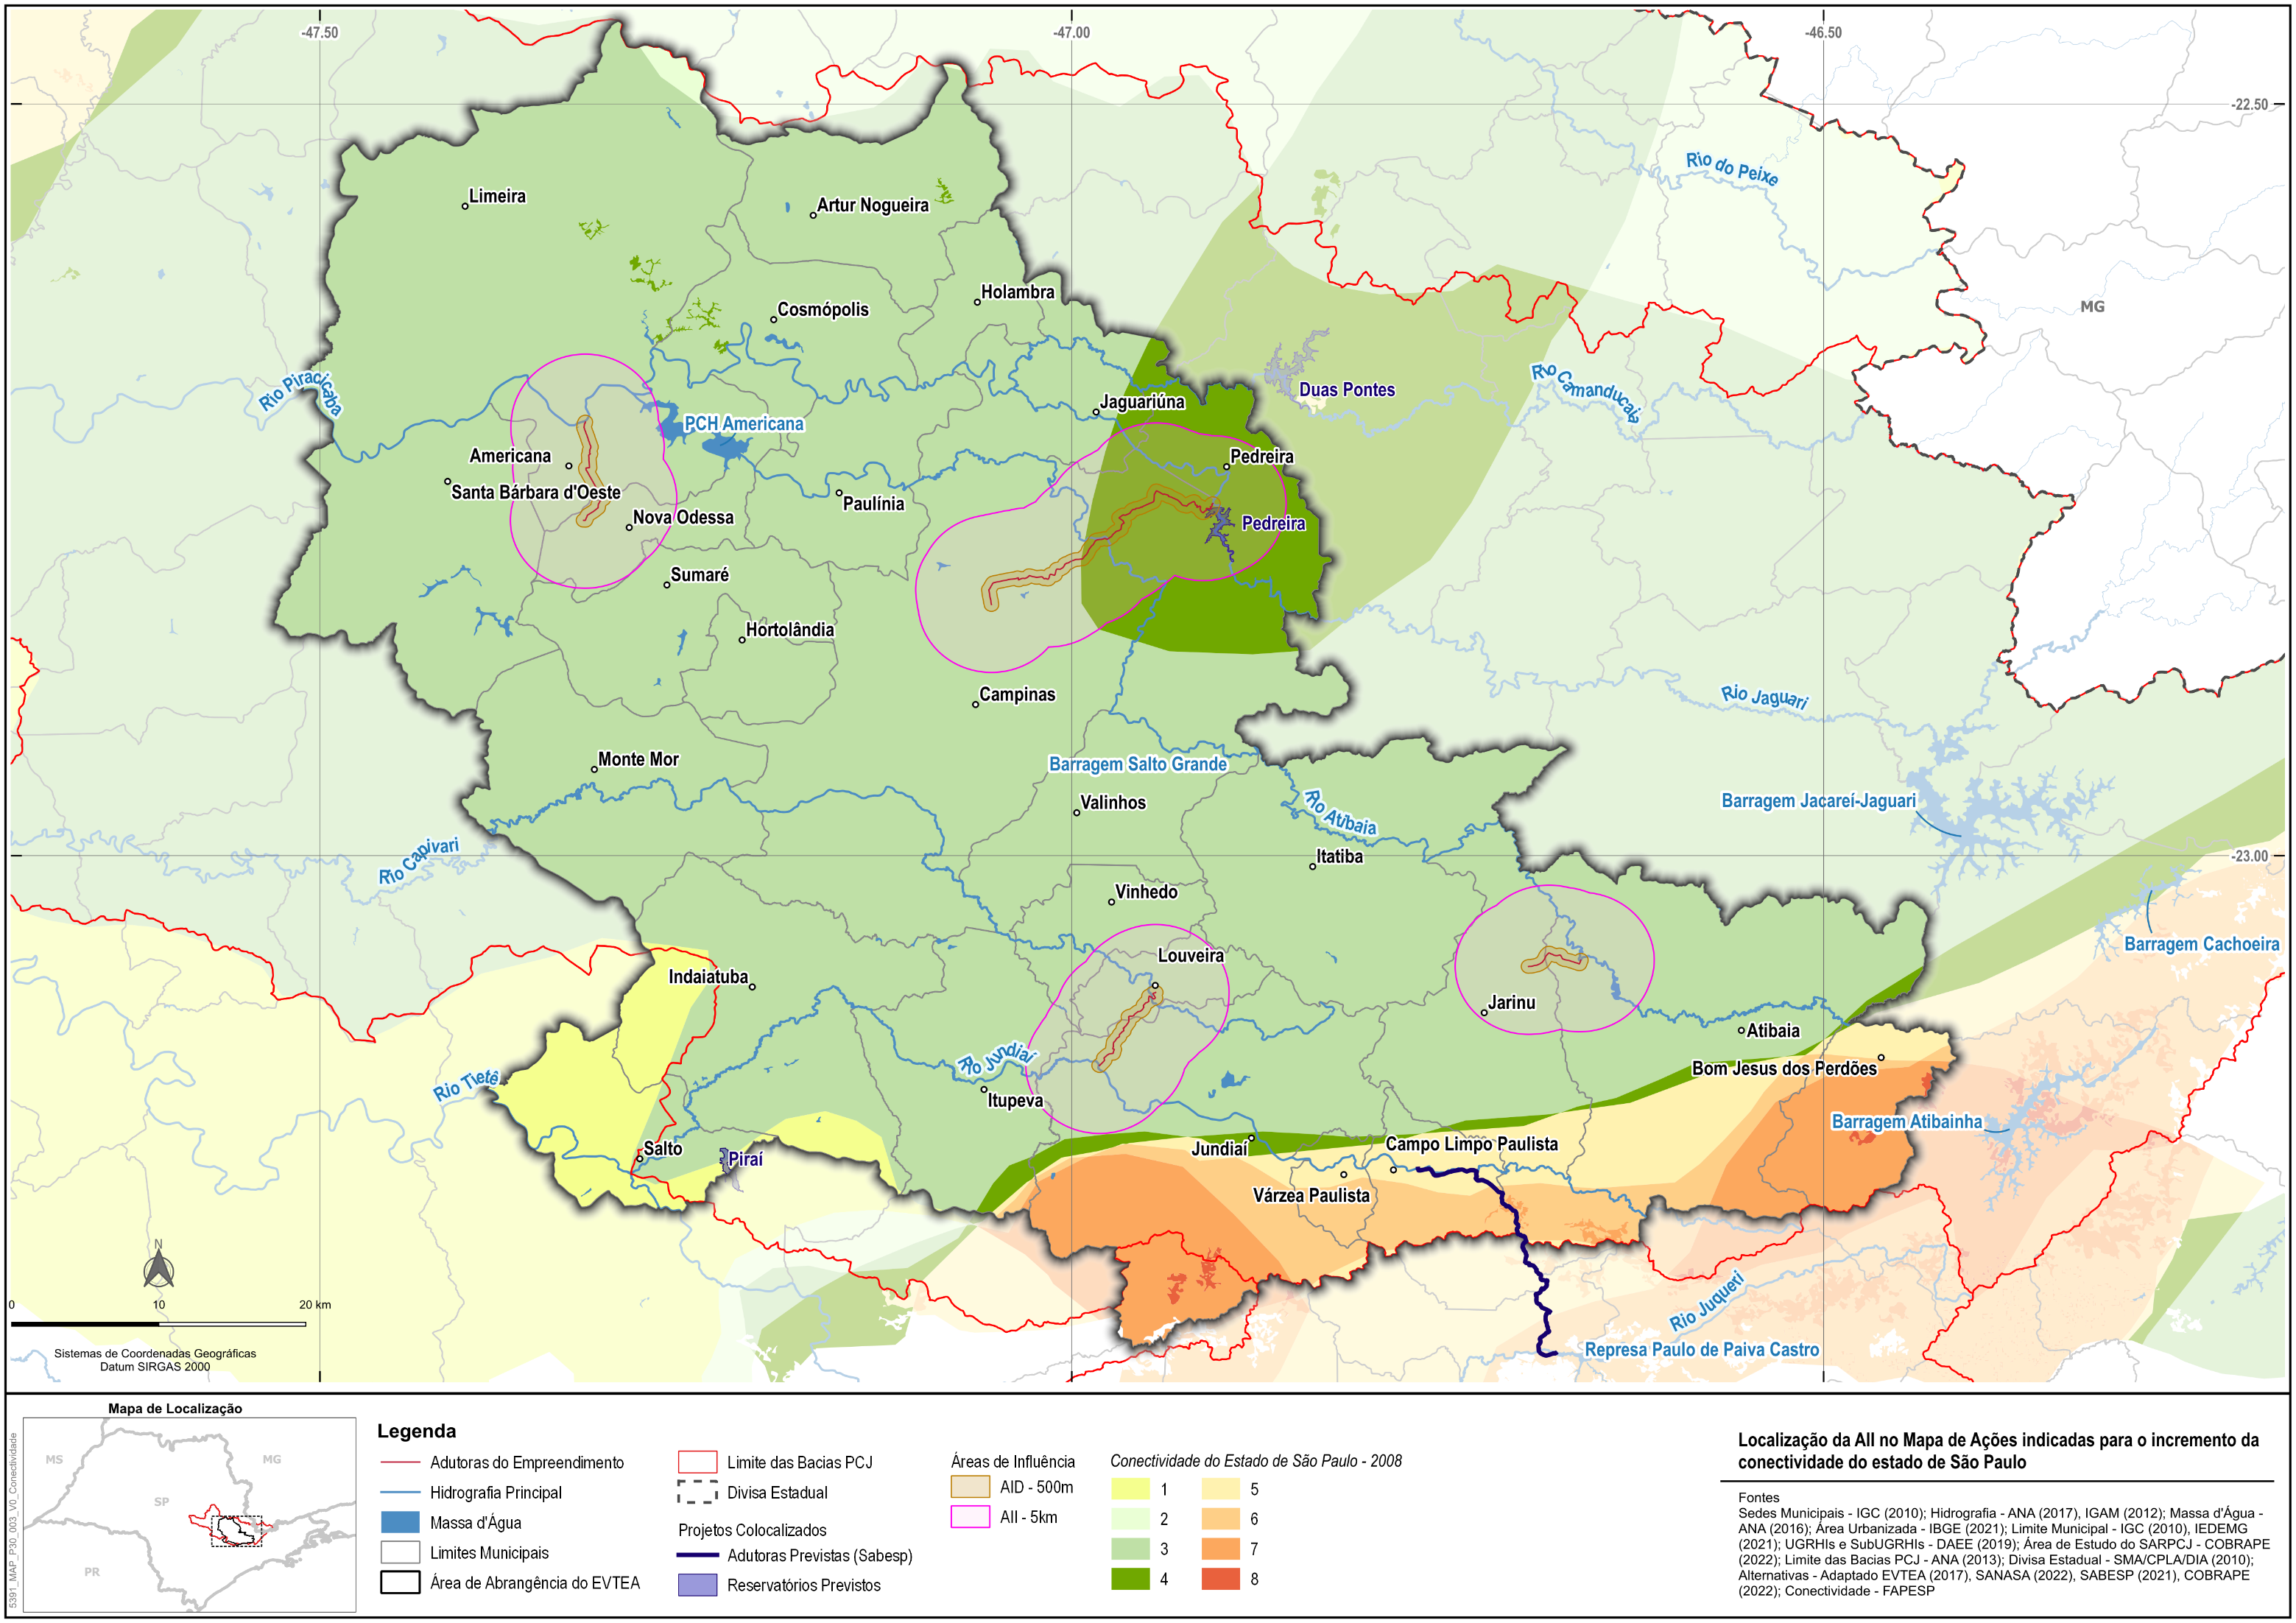 -47.50
-47.00
-46.50
-22.50
Rio do Peixe
Limeira
Artur Nogueira
Holambra
Cosmópolis
MG
Rio Piracicaba
Duas Pontes
Rio Camanducaia
Jaguariúna
PCH Americana
Americana
Pedreira
Santa Bárbara d'Oeste
Paulínia
Nova Odessa
Pedreira
Sumaré
Hortolândia
Campinas
Rio Jaguari
Monte Mor
Barragem Salto Grande
Valinhos
Rio Atibaia
Barragem Jacareí-Jaguari
Rio Capivari
Itatiba
-23.00
Vinhedo
Louveira
Barragem Cachoeira
Indaiatuba
Jarinu
Atibaia
Rio Jundiaí
Bom Jesus dos Perdões
Rio Tietê
Itupeva
Barragem Atibainha
Salto
Piraí
Jundiaí
Campo Limpo Paulista
Várzea Paulista
N
0 10 20 km
Rio Juqueri
Represa Paulo de Paiva Castro
Sistemas de Coordenadas Geográficas
Datum SIRGAS 2000
5391_MAP_P30_003_V0_Conectividade
Mapa de Localização
MS
MG
SP
PR
Legenda
Adutoras do Empreendimento
Hidrografia Principal
Massa d'Água
Limites Municipais
Área de Abrangência do EVTEA
Limite das Bacias PCJ
Divisa Estadual
Projetos Colocalizados
Adutoras Previstas (Sabesp)
Reservatórios Previstos
Áreas de Influência
AID - 500m
AII - 5km
Conectividade do Estado de São Paulo - 2008
1
2
3
4
5
6
7
8
Localização da AII no Mapa de Ações indicadas para o incremento da
conectividade do estado de São Paulo
Fontes
Sedes Municipais - IGC (2010); Hidrografia - ANA (2017), IGAM (2012); Massa d'Água -
ANA (2016); Área Urbanizada - IBGE (2021); Limite Municipal - IGC (2010), IEDEMG
(2021); UGRHIs e SubUGRHIs - DAEE (2019); Área de Estudo do SARPCJ - COBRAPE
(2022); Limite das Bacias PCJ - ANA (2013); Divisa Estadual - SMA/CPLA/DIA (2010);
Alternativas - Adaptado EVTEA (2017), SANASA (2022), SABESP (2021), COBRAPE
(2022); Conectividade - FAPESP